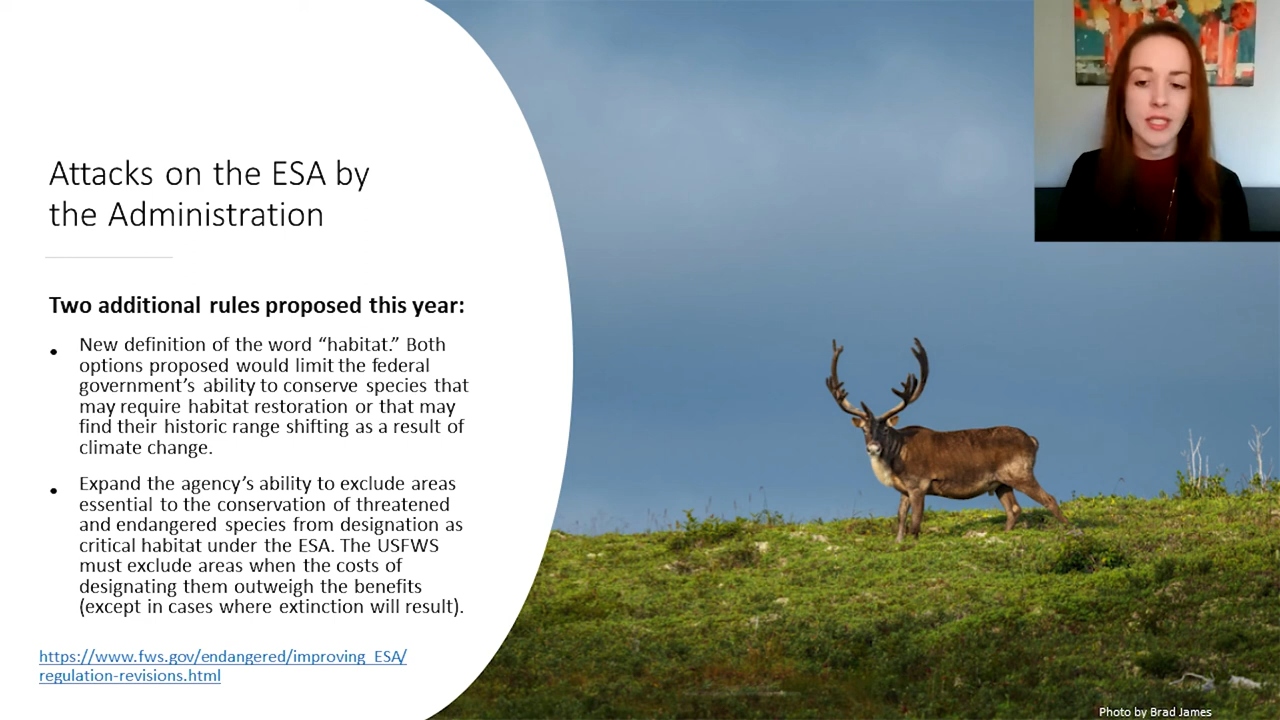 Attacks on the ESA by
the Administration
Two additional rules proposed this year:
• New definition of the word “habitat.” Both
options proposed would limit the federal
government’s ability to conserve species that
may require habitat restoration or that may
find their historic range shifting as a result of
climate change.
• Expand the agency’s ability to exclude areas
essential to the conservation of threatened
and endangered species from designation as
critical habitat under the ESA. The USFWS
must exclude areas when the costs of
designating them outweigh the benefits
(except in cases where extinction will result).
https://www.fws.gov/endangered/improving_ESA/
regulation-revisions.html
Photo by Brad James